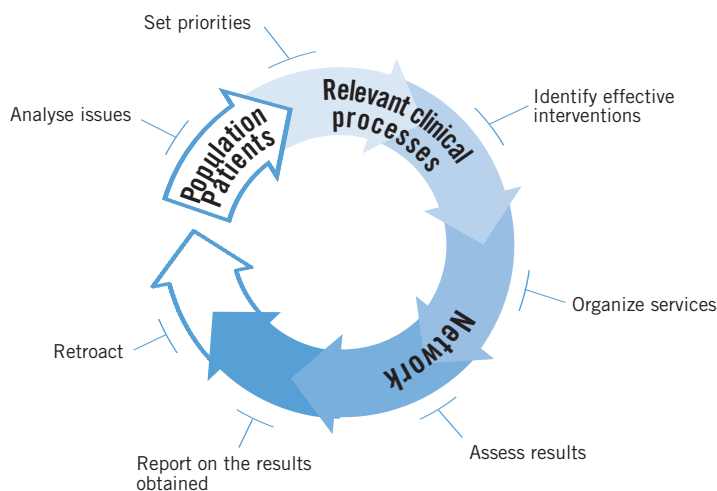 Set priorities
Analyse issues
Population
Patients
Relevant clinical
processes
Identify effective
interventions
Organize services
Network
Retroact
Assess results
Report on the results
obtained